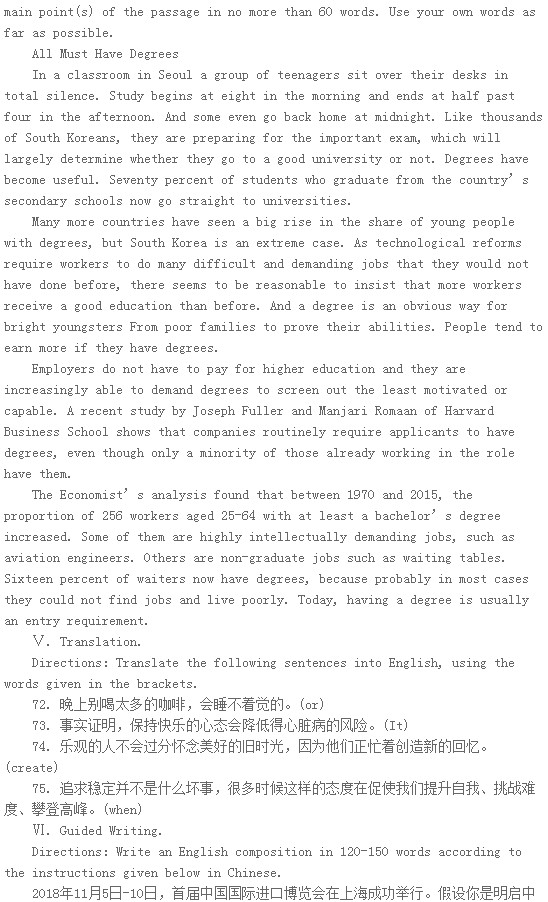 main point(s) of the passage in no more than 60 words. Use your own words as
far as possible.
All Must Have Degrees
In a classroom in Seoul a group of teenagers sit over their desks in
total silence. Study begins at eight in the morning and ends at half past
four in the afternoon. And some even go back home at midnight. Like thousands
of South Koreans, they are preparing for the important exam, which will
largely determine whether they go to a good university or not. Degrees have
become useful. Seventy percent of students who graduate from the country's
secondary schools now go straight to universities.
Many more countries have seen a big rise in the share of young people
with degrees, but South Korea is an extreme case. As technological reforms
require workers to do many difficult and demanding jobs that they would not
have done before, there seems to be reasonable to insist that more workers
receive a good education than before. And a degree is an obvious way for
bright youngsters From poor families to prove their abilities. People tend to
earn more if they have degrees.
Employers do not have to pay for higher education and they are
increasingly able to demand degrees to screen out the least motivated or
capable. A recent study by Joseph Fuller and Manjari Romaan of Harvard
Business School shows that companies routinely require applicants to have
degrees, even though only a minority of those already working in the role
have them.
The Economist's analysis found that between 1970 and 2015, the
proportion of 256 workers aged 25-64 with at least a bachelor's degree
increased. Some of them are highly intellectually demanding jobs, such as
aviation engineers. Others are non-graduate jobs such as waiting tables.
Sixteen percent of waiters now have degrees, because probably in most cases
they could not find jobs and live poorly. Today, having a degree is usually
an entry requirement.
Ⅴ. Translation.
Directions: Translate the following sentences into English, using the
words given in the brackets.
72. 晚上别喝太多的咖啡，会睡不着觉的。(or)
73. 事实证明，保持快乐的心态会降低得心脏病的风险。(It)
74. 乐观的人不会过分怀念美好的旧时光，因为他们正忙着创造新的回忆。
(create)
75. 追求稳定并不是什么坏事，很多时候这样的态度在促使我们提升自我、挑战难
度、攀登高峰。(when)
Ⅵ. Guided Writing.
Directions: Write an English composition in 120-150 words according to
the instructions given below in Chinese.
2018年11月5日-10日，首届中国国际进口博览会在上海成功举行。假设你是明启中